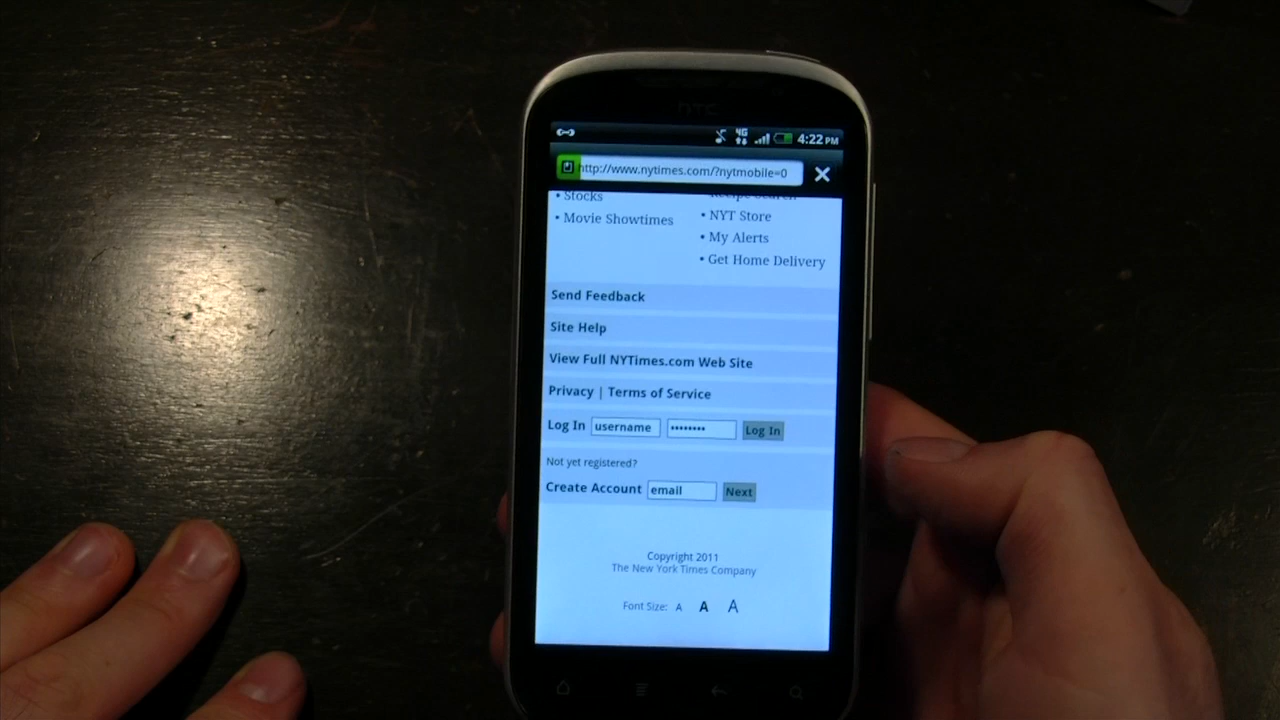 hTC
4G 4:22 PM
http://www.nytimes.com/?nytmobile=0
• Stocks • Recipe Search
• Movie Showtimes • NYT Store
• My Alerts
• Get Home Delivery
Send Feedback
Site Help
View Full NYTimes.com Web Site
Privacy | Terms of Service
Log In username •••••••• Log In
Not yet registered?
Create Account email Next
Copyright 2011
The New York Times Company
Font Size: A A A